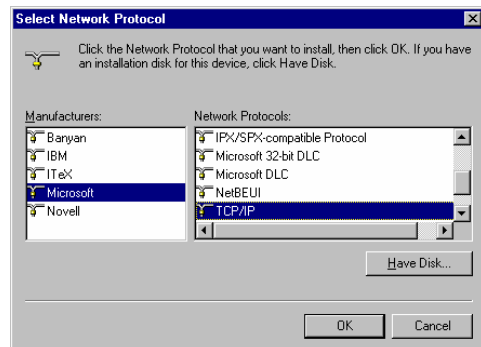 Select Network Protocol
Click the Network Protocol that you want to install, then click OK. If you have
an installation disk for this device, click Have Disk.
Manufacturers:
Banyan
IBM
ITeX
Microsoft
Novell
Network Protocols:
IPX/SPX-compatible Protocol
Microsoft 32-bit DLC
Microsoft DLC
NetBEUI
TCP/IP
Have Disk...
OK
Cancel